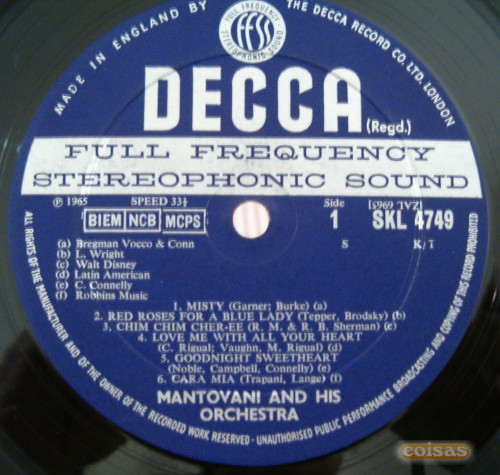 MADE IN ENGLAND BY THE DECCA RECORD CO. LTD. LONDON
FULL FREQUENCY
ffss
STEREOPHONIC SOUND
DECCA
(Regd.)
FULL FREQUENCY
STEREOPHONIC SOUND
℗ 1965 SPEED 33⅓ Side [ZAL 6965]
BIEM NCB MCPS 1 SKL 4749
S K/T
(a) Bregman Vocco & Conn
(b) L. Wright
(c) Walt Disney
(d) Latin American
(e) C. Connelly
(f) Robbins Music
1. MISTY (Garner; Burke) (a)
2. RED ROSES FOR A BLUE LADY (Tepper, Brodsky) (b)
3. CHIM CHIM CHER-EE (R. M. & R. B. Sherman) (c)
4. LOVE ME WITH ALL YOUR HEART
(C. Rigual; Vaughn, M. Rigual) (d)
5. GOODNIGHT SWEETHEART
(Noble, Campbell, Connelly) (e)
6. CARA MIA (Trapani, Lange) (f)
MANTOVANI AND HIS
ORCHESTRA
ALL RIGHTS OF THE MANUFACTURER AND OF THE OWNER OF THE RECORDED WORK RESERVED · UNAUTHORISED PUBLIC PERFORMANCE BROADCASTING AND COPYING OF THIS RECORD PROHIBITED
coisas